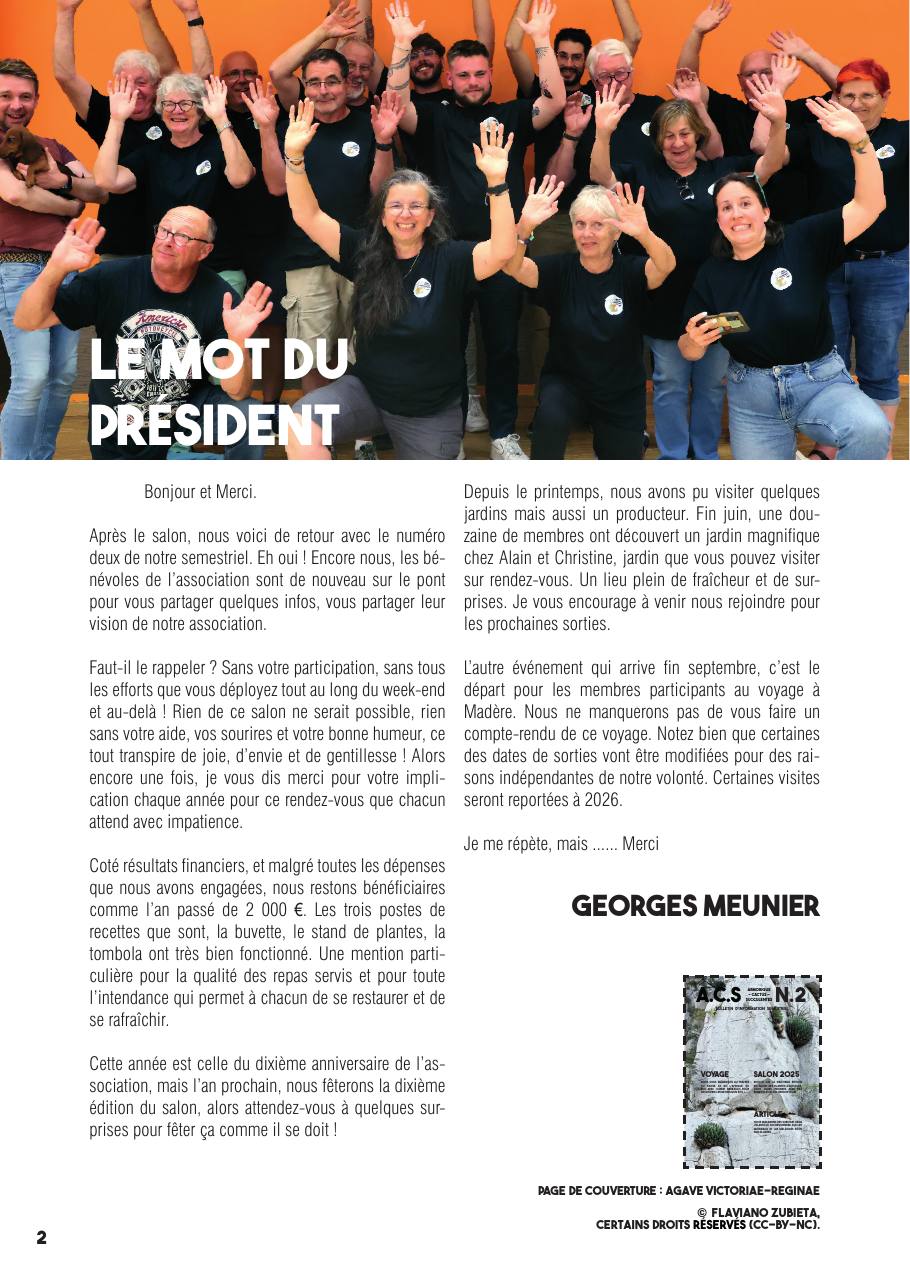 American
MOTORCYCLE
LE MOT DU
PRÉSIDENT
Bonjour et Merci.
Après le salon, nous voici de retour avec le numéro
deux de notre semestriel. Eh oui ! Encore nous, les bé-
névoles de l'association sont de nouveau sur le pont
pour vous partager quelques infos, vous partager leur
vision de notre association.
Faut-il le rappeler ? Sans votre participation, sans tous
les efforts que vous déployez tout au long du week-end
et au-delà ! Rien de ce salon ne serait possible, rien
sans votre aide, vos sourires et votre bonne humeur, ce
tout transpire de joie, d'envie et de gentillesse ! Alors
encore une fois, je vous dis merci pour votre impli-
cation chaque année pour ce rendez-vous que chacun
attend avec impatience.
Coté résultats financiers, et malgré toutes les dépenses
que nous avons engagées, nous restons bénéficiaires
comme l'an passé de 2 000 €. Les trois postes de
recettes que sont, la buvette, le stand de plantes, la
tombola ont très bien fonctionné. Une mention parti-
culière pour la qualité des repas servis et pour toute
l'intendance qui permet à chacun de se restaurer et de
se rafraîchir.
Cette année est celle du dixième anniversaire de l'as-
sociation, mais l'an prochain, nous fêterons la dixième
édition du salon, alors attendez-vous à quelques sur-
prises pour fêter ça comme il se doit !
Depuis le printemps, nous avons pu visiter quelques
jardins mais aussi un producteur. Fin juin, une dou-
zaine de membres ont découvert un jardin magnifique
chez Alain et Christine, jardin que vous pouvez visiter
sur rendez-vous. Un lieu plein de fraîcheur et de sur-
prises. Je vous encourage à venir nous rejoindre pour
les prochaines sorties.
L'autre événement qui arrive fin septembre, c'est le
départ pour les membres participants au voyage à
Madère. Nous ne manquerons pas de vous faire un
compte-rendu de ce voyage. Notez bien que certaines
des dates de sorties vont être modifiées pour des rai-
sons indépendantes de notre volonté. Certaines visites
seront reportées à 2026.
Je me répète, mais ...... Merci
GEORGES MEUNIER
A.C.S
ARMORIQUE
- CACTUS -
SUCCULENTES
N.2
BULLETIN D'INFORMATION SEMESTRIEL
VOYAGE
SALON 2025
ARTICLE
PAGE DE COUVERTURE : AGAVE VICTORIAE-REGINAE
© FLAVIANO ZUBIETA,
CERTAINS DROITS RÉSERVÉS (CC-BY-NC).
2